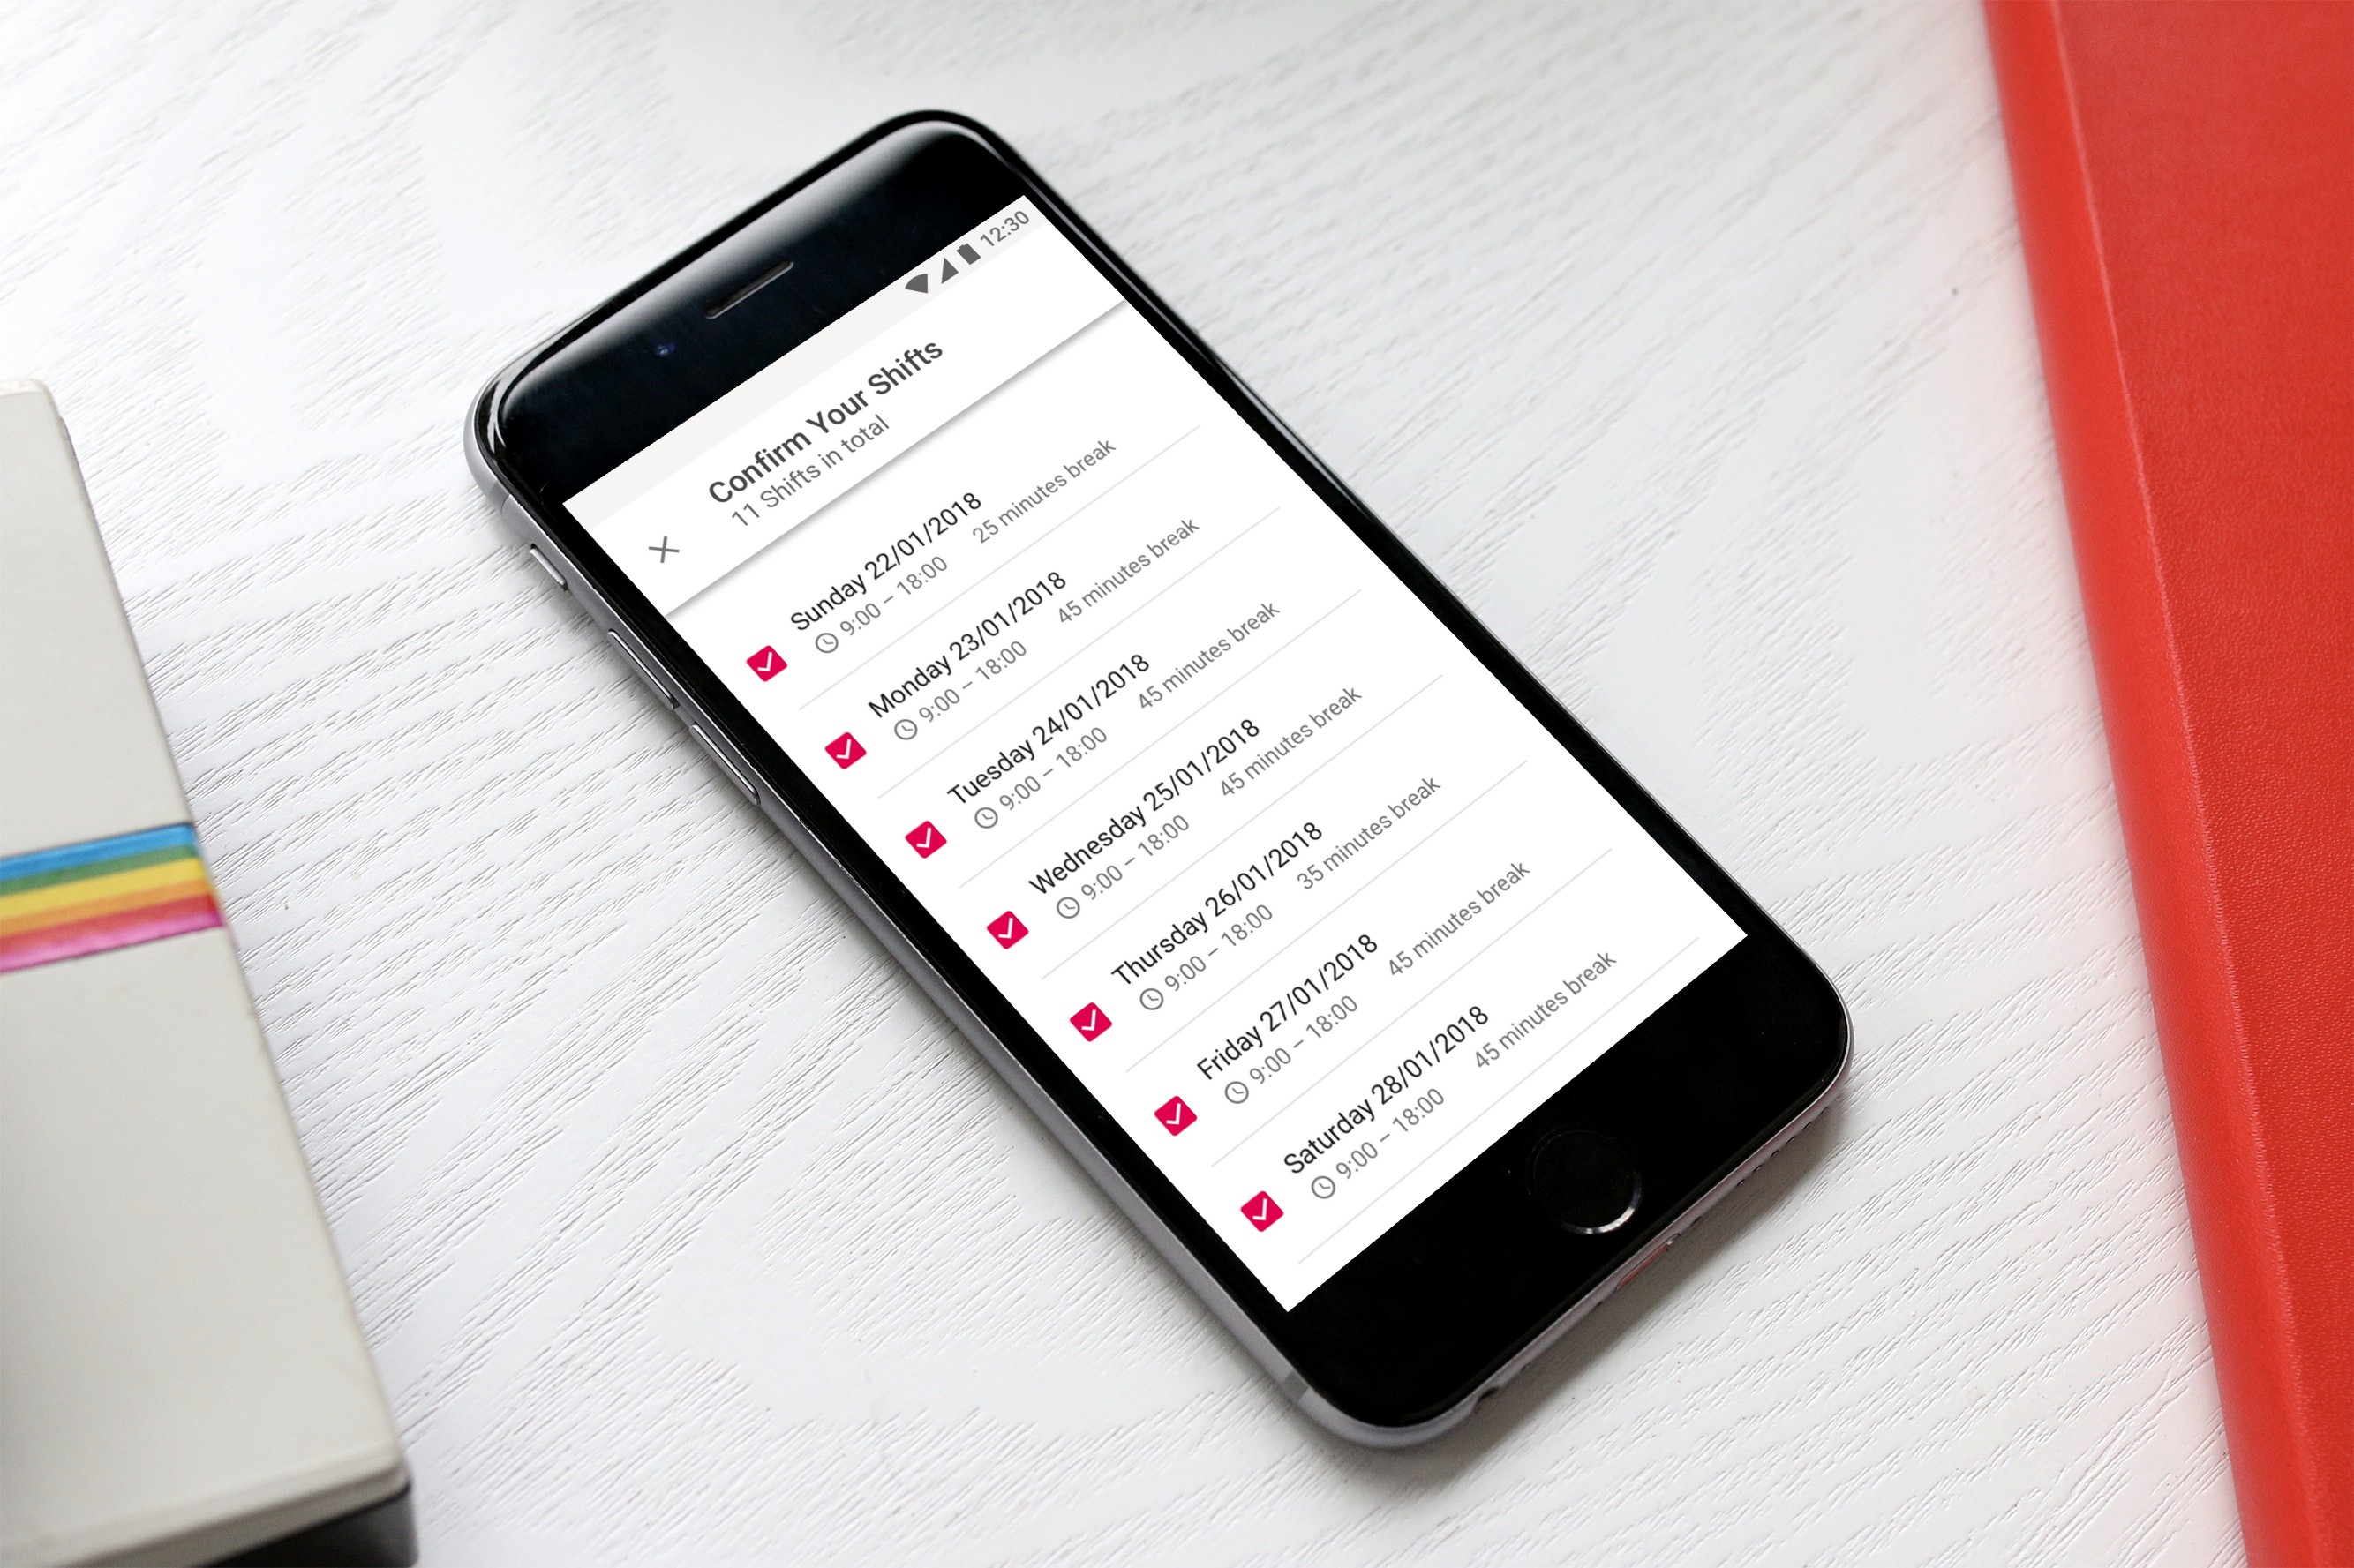 12:30
Confirm Your Shifts
11 Shifts in total
Sunday 22/01/2018
9:00 – 18:00 25 minutes break
Monday 23/01/2018
9:00 – 18:00 45 minutes break
Tuesday 24/01/2018
9:00 – 18:00 45 minutes break
Wednesday 25/01/2018
9:00 – 18:00 45 minutes break
Thursday 26/01/2018
9:00 – 18:00 35 minutes break
Friday 27/01/2018
9:00 – 18:00 45 minutes break
Saturday 28/01/2018
9:00 – 18:00 45 minutes break